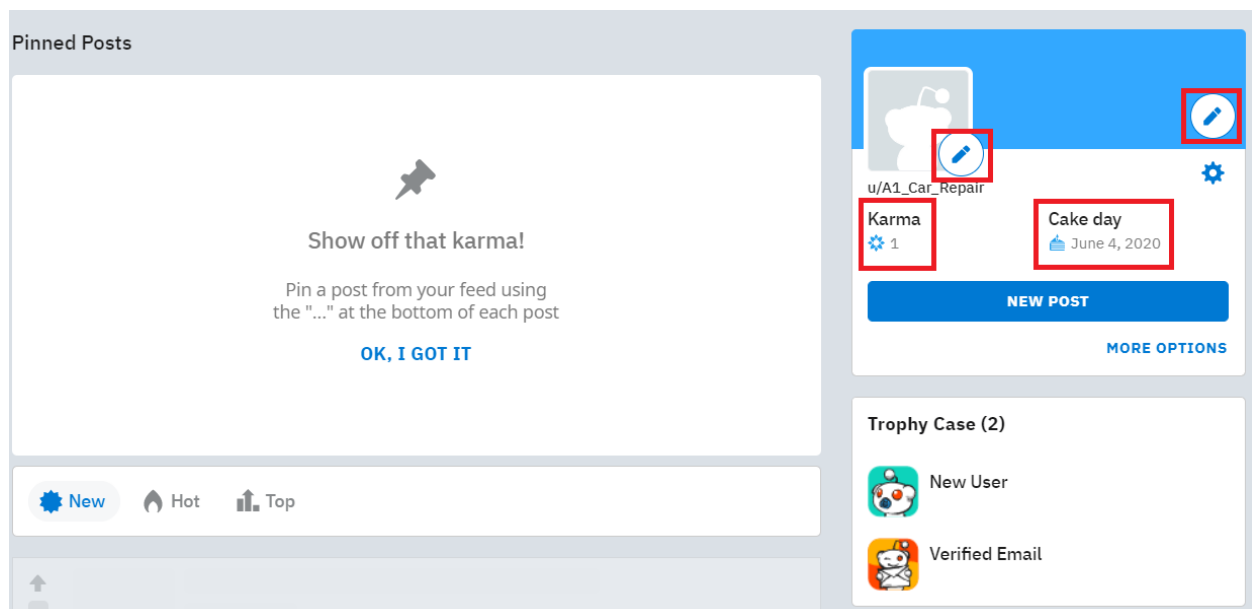 Pinned Posts
Show off that karma!
Pin a post from your feed using
the "..." at the bottom of each post
OK, I GOT IT
New
Hot
Top
u/A1_Car_Repair
Karma
1
Cake day
June 4, 2020
NEW POST
MORE OPTIONS
Trophy Case (2)
New User
Verified Email